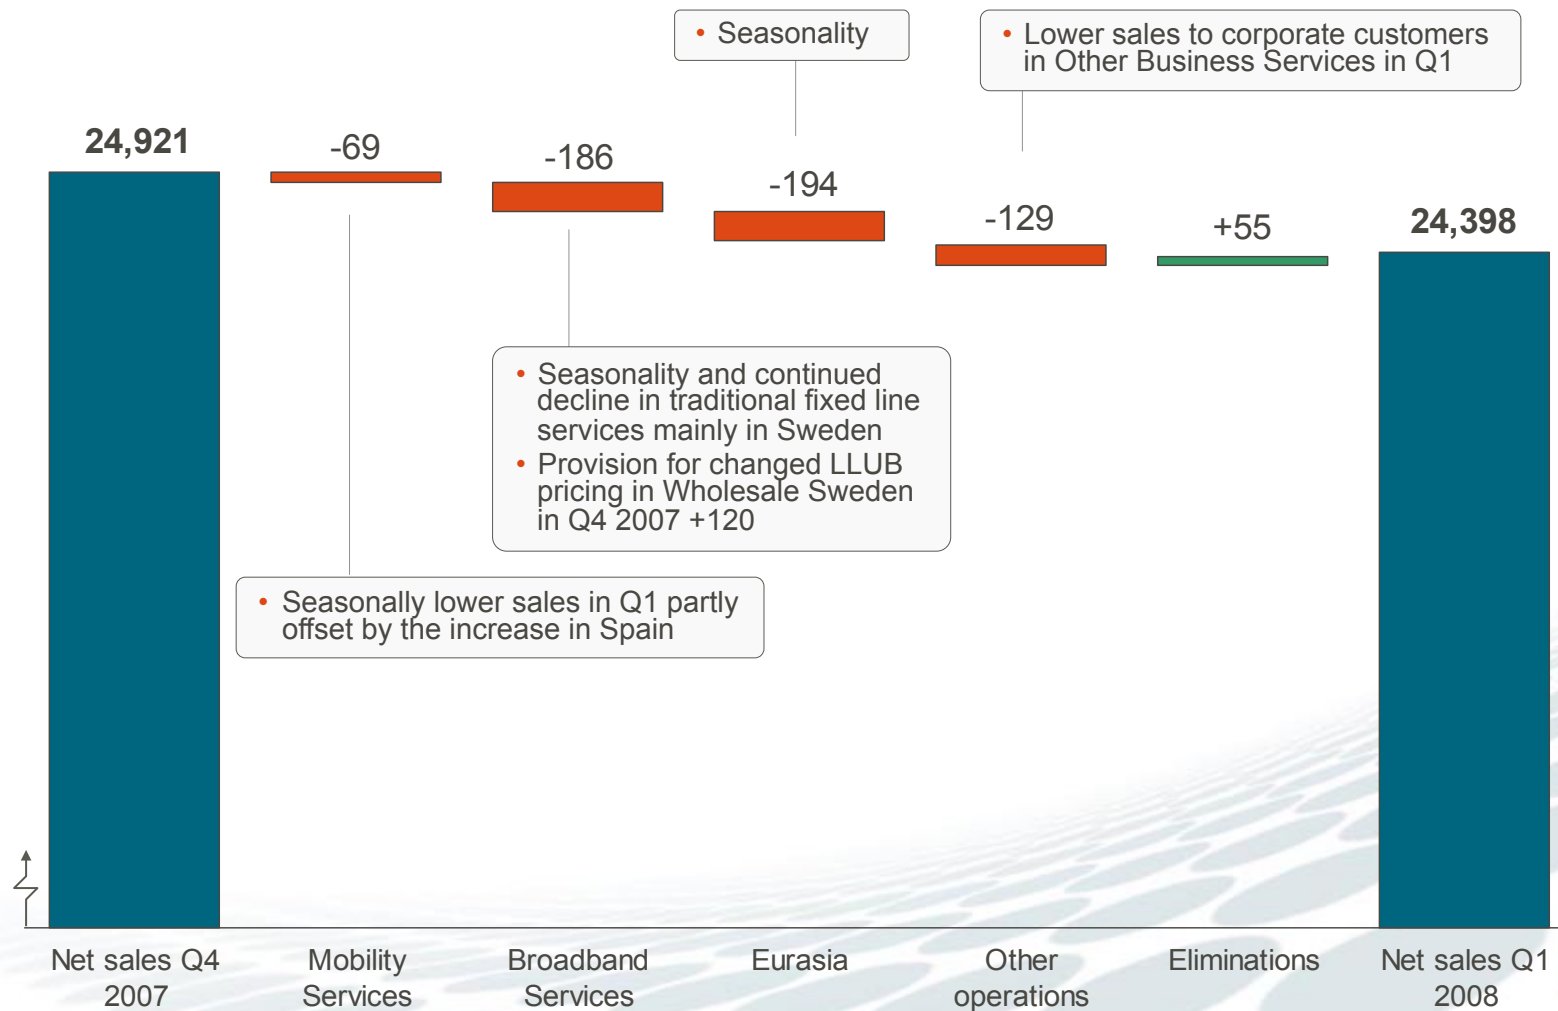 • Seasonality
• Lower sales to corporate customers
in Other Business Services in Q1
24,921
-69
-186
-194
-129
+55
24,398
• Seasonality and continued
decline in traditional fixed line
services mainly in Sweden
• Provision for changed LLUB
pricing in Wholesale Sweden
in Q4 2007 +120
• Seasonally lower sales in Q1 partly
offset by the increase in Spain
Net sales Q4
2007
Mobility
Services
Broadband
Services
Eurasia
Other
operations
Eliminations
Net sales Q1
2008